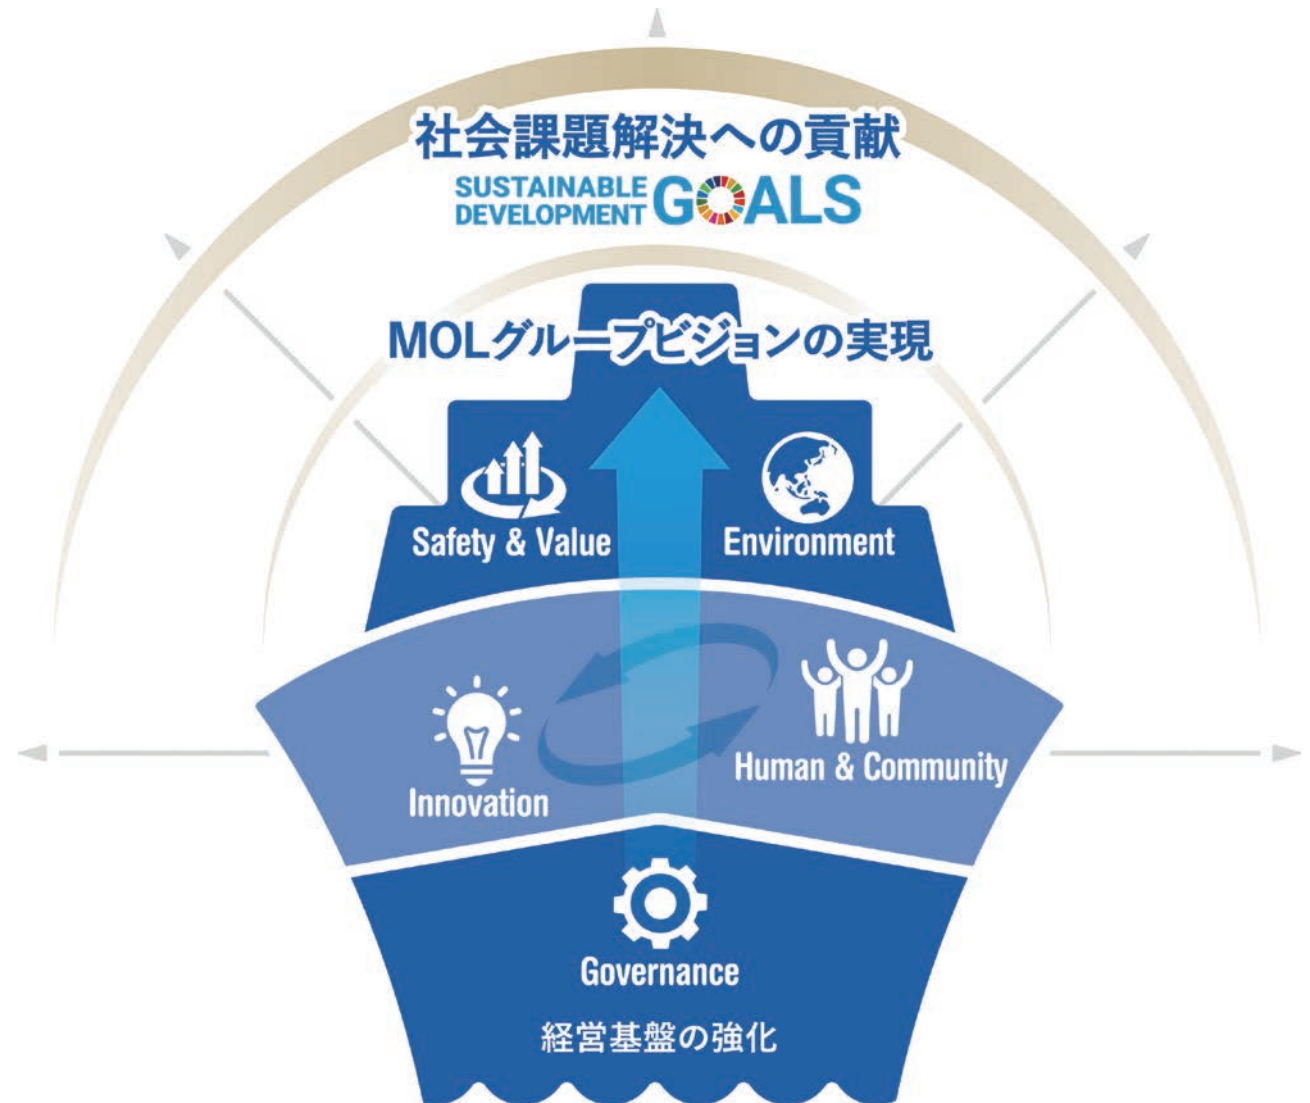 社会課題解決への貢献
SUSTAINABLE
DEVELOPMENT GOALS
MOLグループビジョンの実現
Safety & Value
Environment
Innovation
Human & Community
Governance
経営基盤の強化